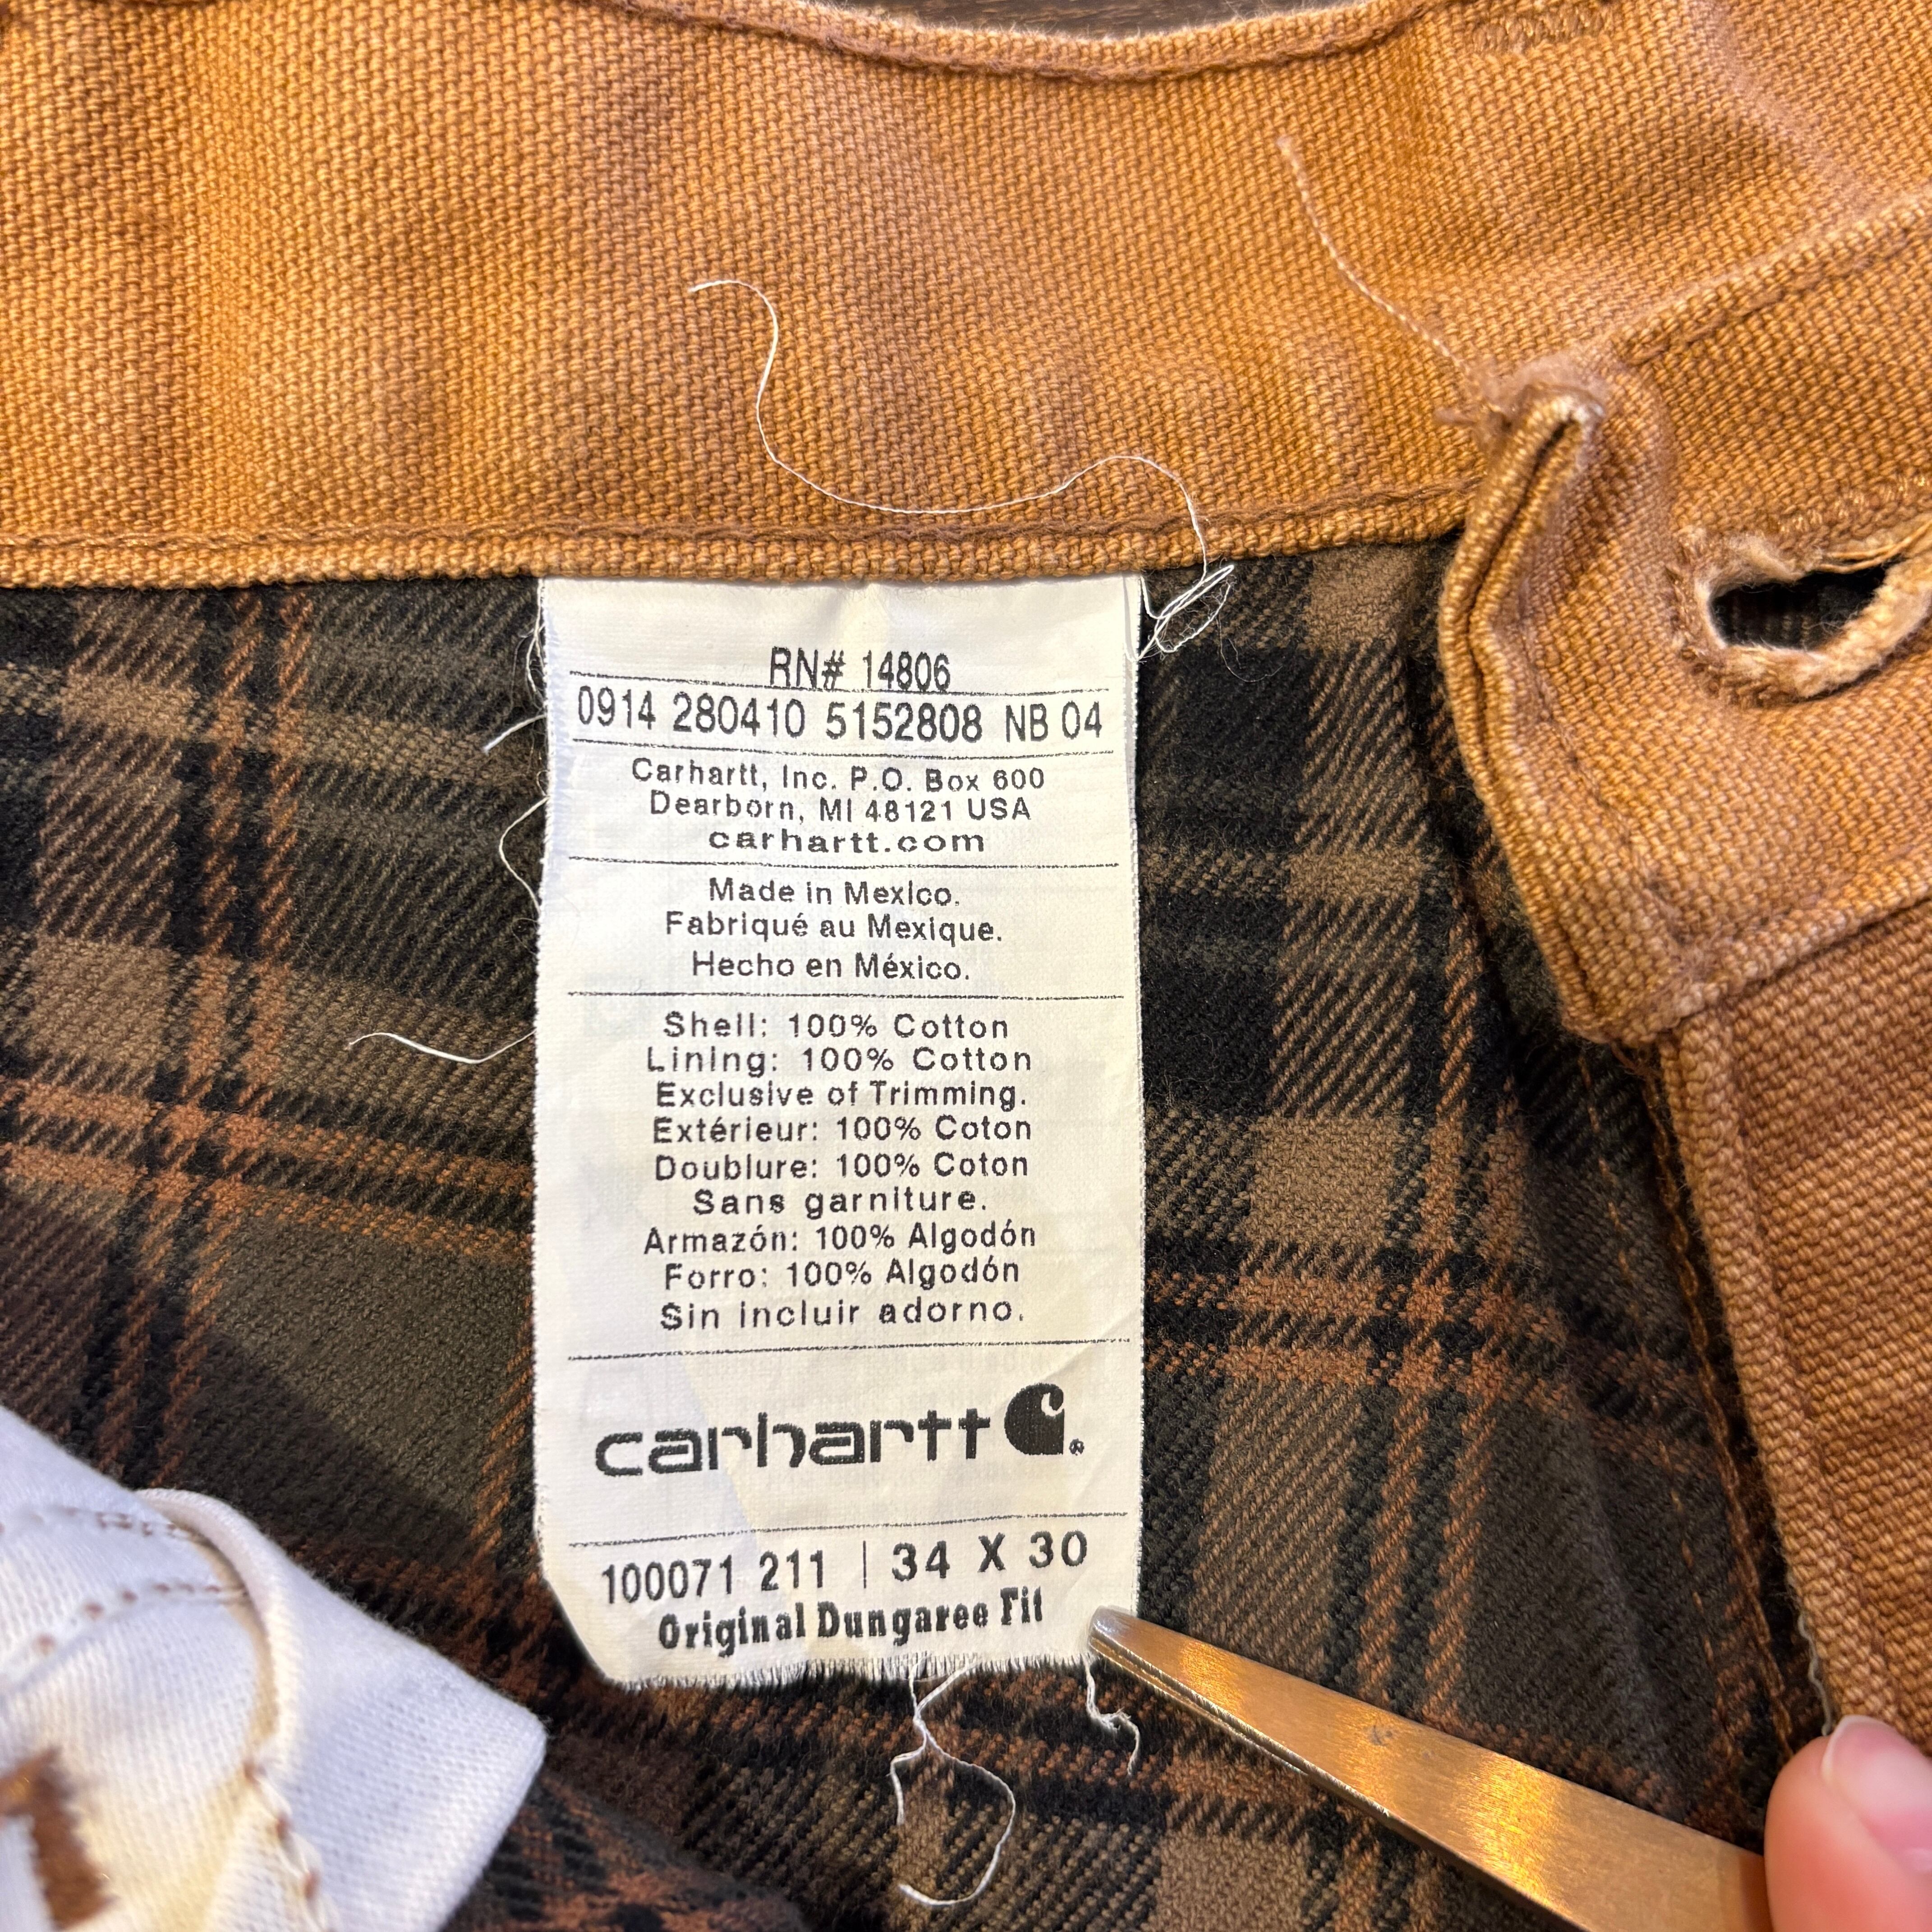 RN# 14806
0914 280410 5152808 NB 04
Carhartt, Inc. P.O. Box 600
Dearborn, MI 48121 USA
carhartt.com
Made in Mexico.
Fabriqué au Mexique.
Hecho en México.
Shell: 100% Cotton
Lining: 100% Cotton
Exclusive of Trimming.
Extérieur: 100% Coton
Doublure: 100% Coton
Sans garniture.
Armazón: 100% Algodón
Forro: 100% Algodón
Sin incluir adorno.
carhartt ®
100071 211 | 34 X 30
Original Dungaree Fit